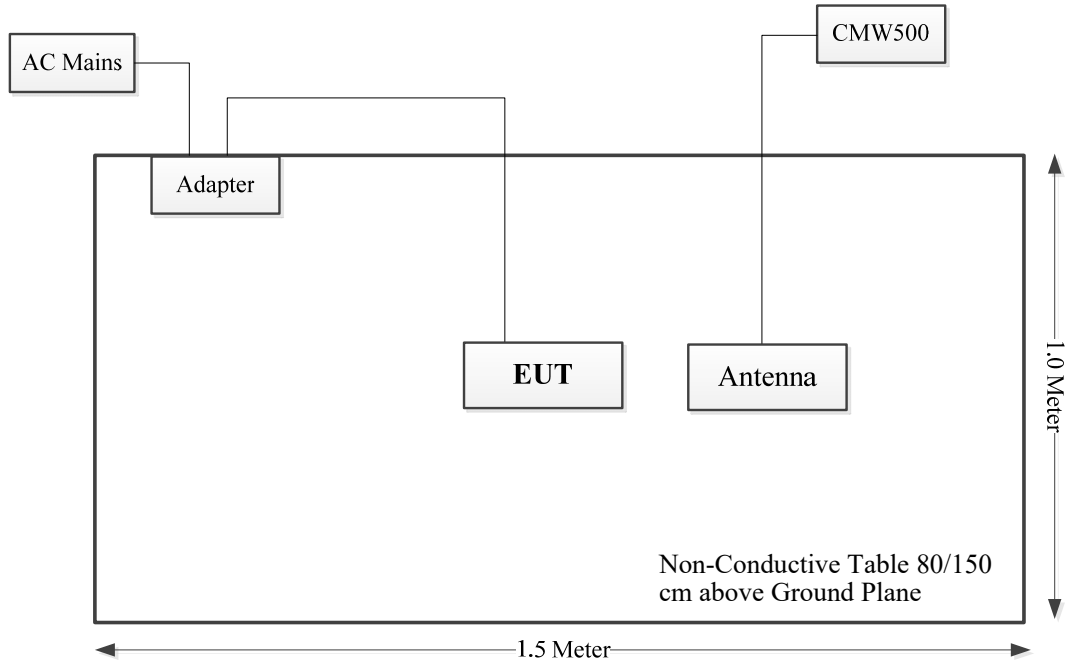 CMW500
AC Mains
Adapter
EUT
Antenna
1.0 Meter
Non-Conductive Table 80/150
cm above Ground Plane
1.5 Meter